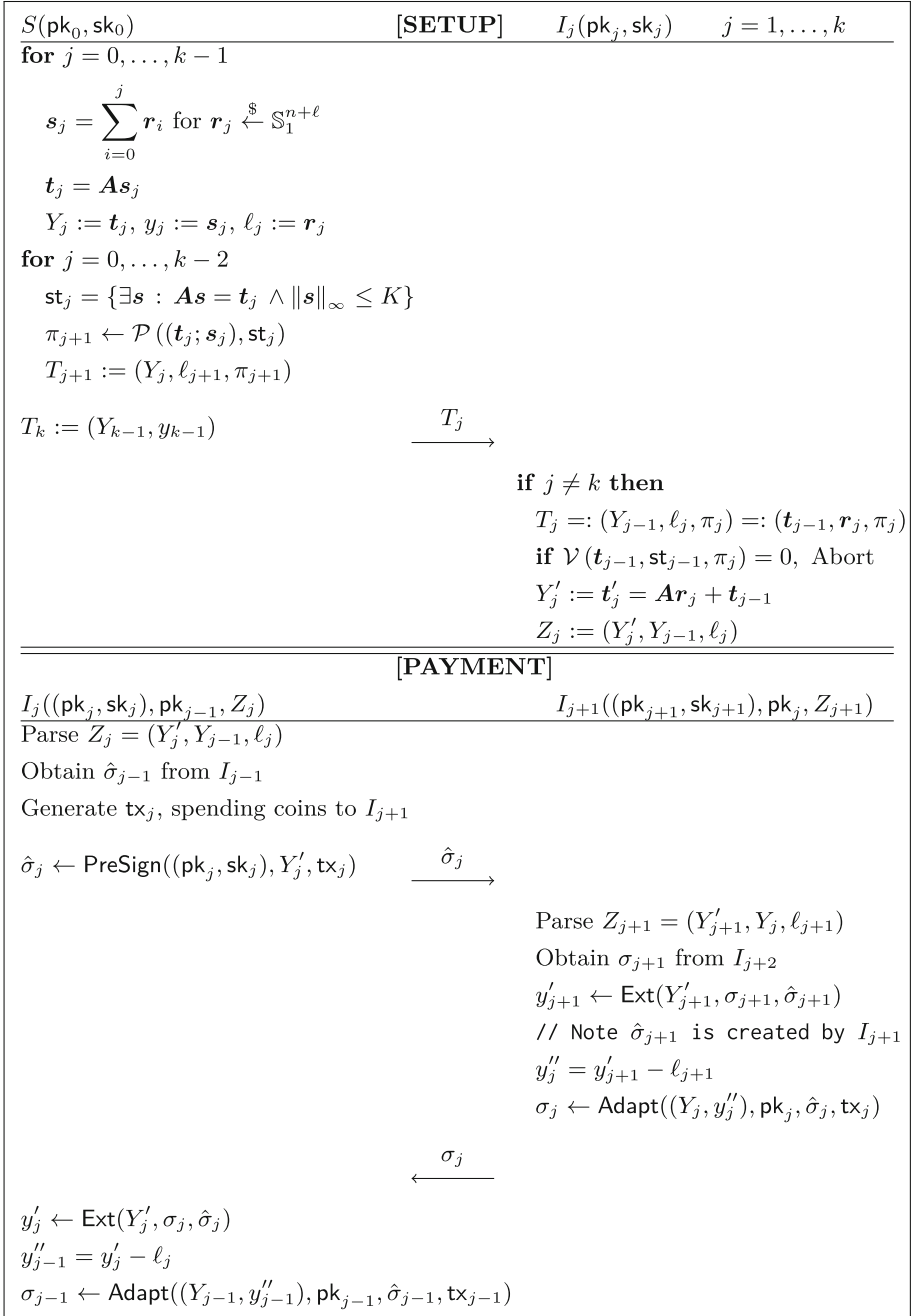 S(pk₀, sk₀) [SETUP] I_j(pk_j, sk_j) j = 1, . . . , k
for j = 0, . . . , k − 1
s_j = ∑_{i=0}^{j} r_i for r_j ←$ 𝕊₁^{n+ℓ}
t_j = As_j
Y_j := t_j, y_j := s_j, ℓ_j := r_j
for j = 0, . . . , k − 2
st_j = {∃s : As = t_j ∧ ‖s‖_∞ ≤ K}
π_{j+1} ← 𝒫 ((t_j; s_j), st_j)
T_{j+1} := (Y_j, ℓ_{j+1}, π_{j+1})
T_k := (Y_{k−1}, y_{k−1}) T_j →
if j ≠ k then
T_j =: (Y_{j−1}, ℓ_j, π_j) =: (t_{j−1}, r_j, π_j)
if 𝒱 (t_{j−1}, st_{j−1}, π_j) = 0, Abort
Y′_j := t′_j = Ar_j + t_{j−1}
Z_j := (Y′_j, Y_{j−1}, ℓ_j)
[PAYMENT]
I_j((pk_j, sk_j), pk_{j−1}, Z_j) I_{j+1}((pk_{j+1}, sk_{j+1}), pk_j, Z_{j+1})
Parse Z_j = (Y′_j, Y_{j−1}, ℓ_j)
Obtain σ̂_{j−1} from I_{j−1}
Generate tx_j, spending coins to I_{j+1}
σ̂_j ← PreSign((pk_j, sk_j), Y′_j, tx_j) σ̂_j →
Parse Z_{j+1} = (Y′_{j+1}, Y_j, ℓ_{j+1})
Obtain σ_{j+1} from I_{j+2}
y′_{j+1} ← Ext(Y′_{j+1}, σ_{j+1}, σ̂_{j+1})
// Note σ̂_{j+1} is created by I_{j+1}
y″_j = y′_{j+1} − ℓ_{j+1}
σ_j ← Adapt((Y_j, y″_j), pk_j, σ̂_j, tx_j)
σ_j ←
y′_j ← Ext(Y′_j, σ_j, σ̂_j)
y″_{j−1} = y′_j − ℓ_j
σ_{j−1} ← Adapt((Y_{j−1}, y″_{j−1}), pk_{j−1}, σ̂_{j−1}, tx_{j−1})